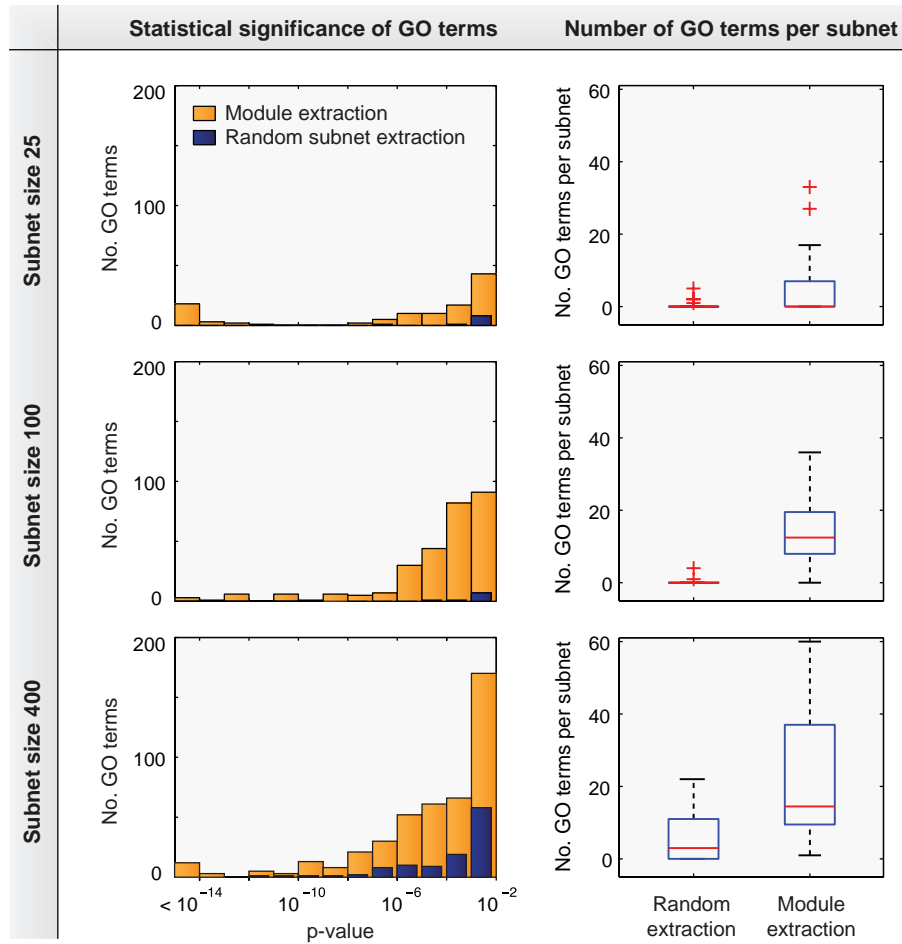 Statistical significance of GO terms
Number of GO terms per subnet
Subnet size 25
No. GO terms
200
100
0
Module extraction
Random subnet extraction
No. GO terms per subnet
60
40
20
0
Subnet size 100
No. GO terms
200
100
0
No. GO terms per subnet
60
40
20
0
Subnet size 400
No. GO terms
200
100
0
< 10^-14
10^-10
10^-6
10^-2
p-value
No. GO terms per subnet
60
40
20
0
Random
extraction
Module
extraction